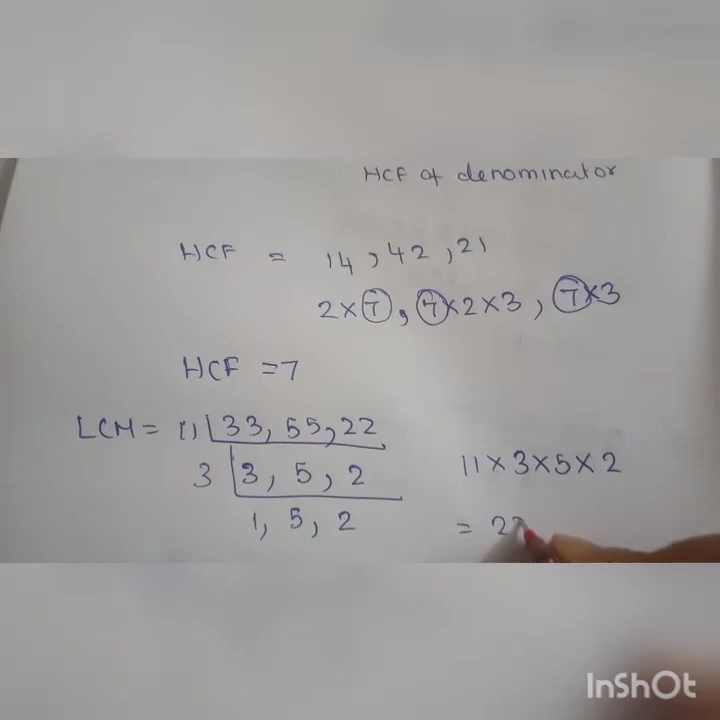 HCF of denominator
HCF = 14, 42, 21
2×7, 7×2×3, 7×3
HCF = 7
LCM = 11 33, 55, 22
3 3, 5, 2
11×3×5×2
1, 5, 2
= 2
InShOt